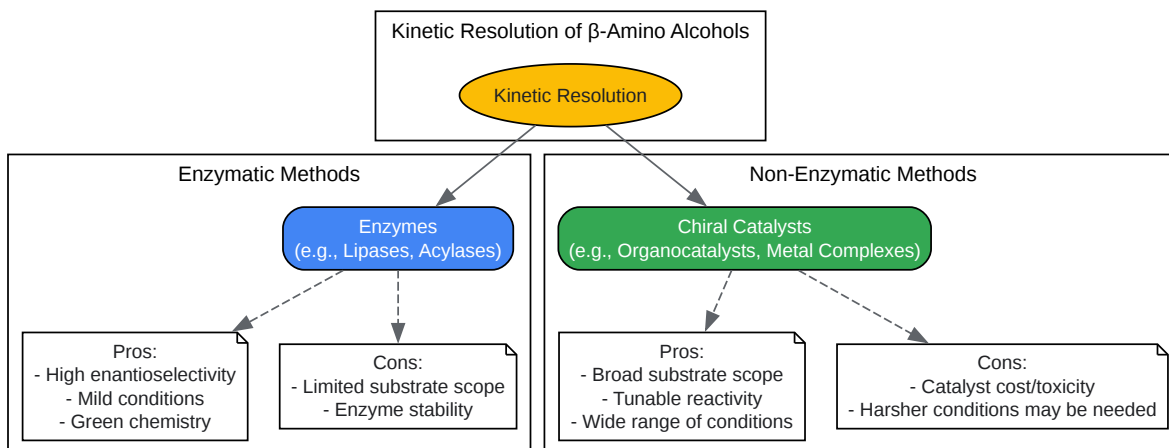 Kinetic Resolution of β-Amino Alcohols
Kinetic Resolution
Enzymatic Methods
Enzymes
(e.g., Lipases, Acylases)
Pros:
- High enantioselectivity
- Mild conditions
- Green chemistry
Cons:
- Limited substrate scope
- Enzyme stability
Non-Enzymatic Methods
Chiral Catalysts
(e.g., Organocatalysts, Metal Complexes)
Pros:
- Broad substrate scope
- Tunable reactivity
- Wide range of conditions
Cons:
- Catalyst cost/toxicity
- Harsher conditions may be needed